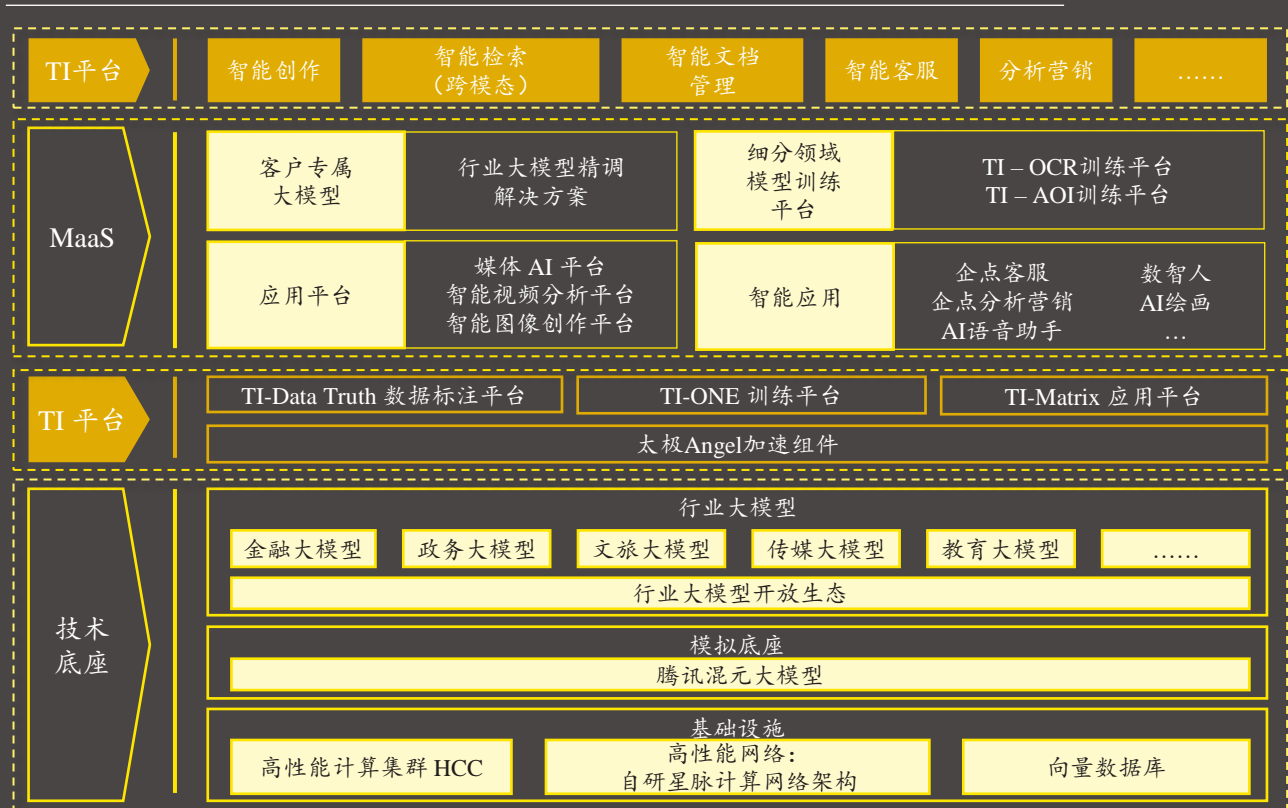 TI平台
智能创作
智能检索
（跨模态）
智能文档
管理
智能客服
分析营销
……
MaaS
客户专属
大模型
行业大模型精调
解决方案
细分领域
模型训练
平台
TI – OCR训练平台
TI – AOI训练平台
应用平台
媒体 AI 平台
智能视频分析平台
智能图像创作平台
智能应用
企点客服
企点分析营销
AI语音助手
数智人
AI绘画
…
TI 平台
TI-Data Truth 数据标注平台
TI-ONE 训练平台
TI-Matrix 应用平台
太极Angel加速组件
技术
底座
行业大模型
金融大模型
政务大模型
文旅大模型
传媒大模型
教育大模型
……
行业大模型开放生态
模拟底座
腾讯混元大模型
基础设施
高性能计算集群 HCC
高性能网络：
自研星脉计算网络架构
向量数据库